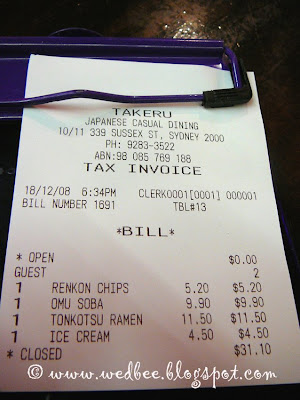 TAKERU
JAPANESE CASUAL DINING
10/11 339 SUSSEX ST, SYDNEY 2000
PH: 9283-3522
ABN:98 085 769 188
TAX INVOICE
18/12/08 6:34PM CLERK0001[0001] 000001
BILL NUMBER 1691 TBL#13
*BILL*
* OPEN $0.00
GUEST 2
1 RENKON CHIPS 5.20 $5.20
1 OMU SOBA 9.90 $9.90
1 TONKOTSU RAMEN 11.50 $11.50
1 ICE CREAM 4.50 $4.50
* CLOSED $31.10
© www.wedbee.blogspot.com